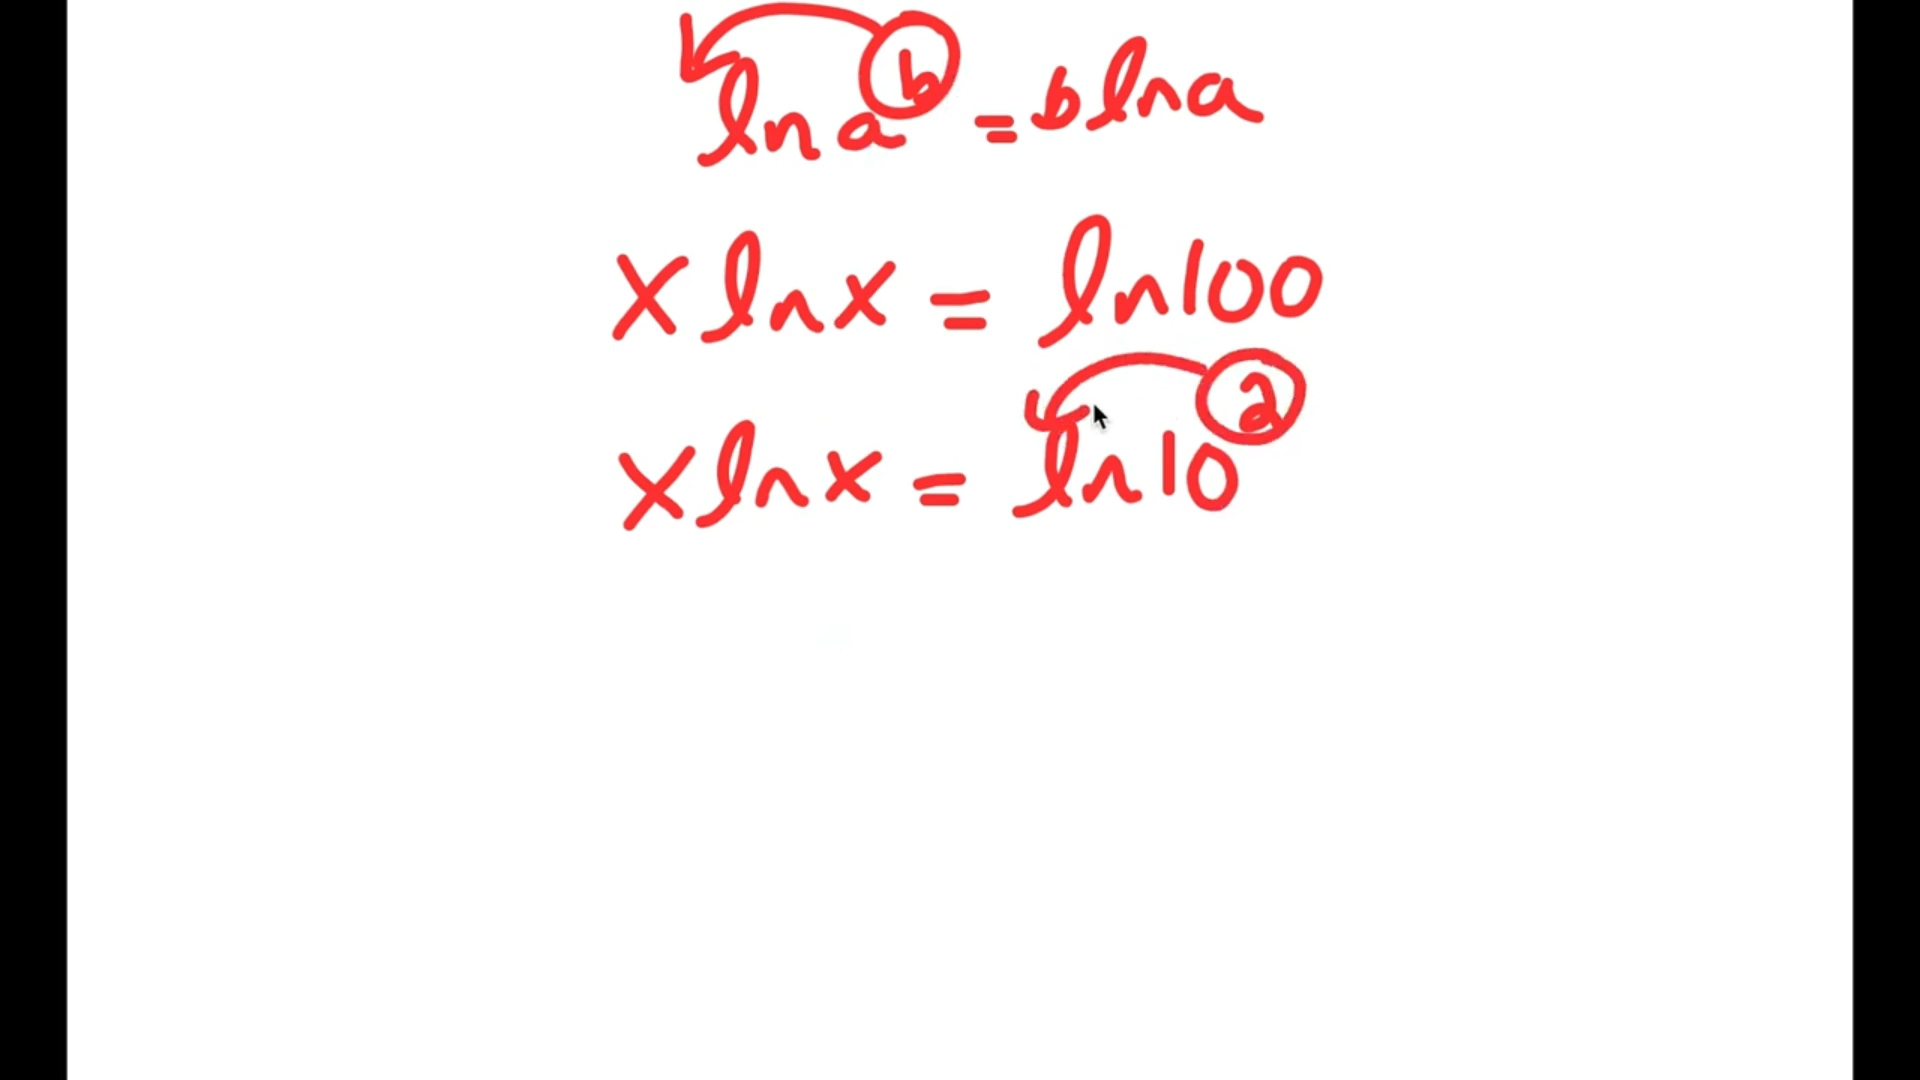 ln a^b = b ln a
x ln x = ln 100
x ln x = ln 10^2